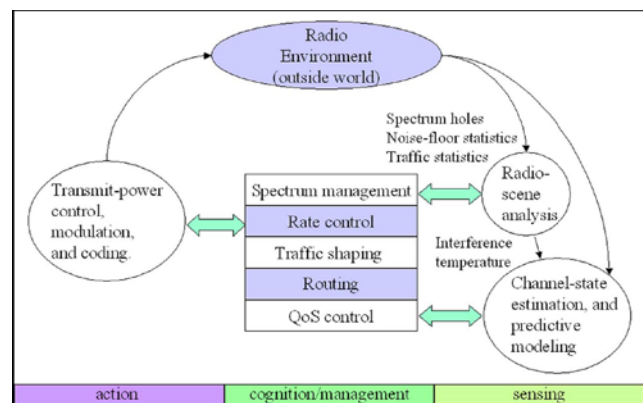 Radio
Environment
(outside world)
Spectrum holes
Noise-floor statistics
Traffic statistics
Transmit-power
control,
modulation,
and coding.
Spectrum management
Rate control
Traffic shaping
Routing
QoS control
Radio-
scene
analysis
Interference
temperature
Channel-state
estimation, and
predictive
modeling
action
cognition/management
sensing